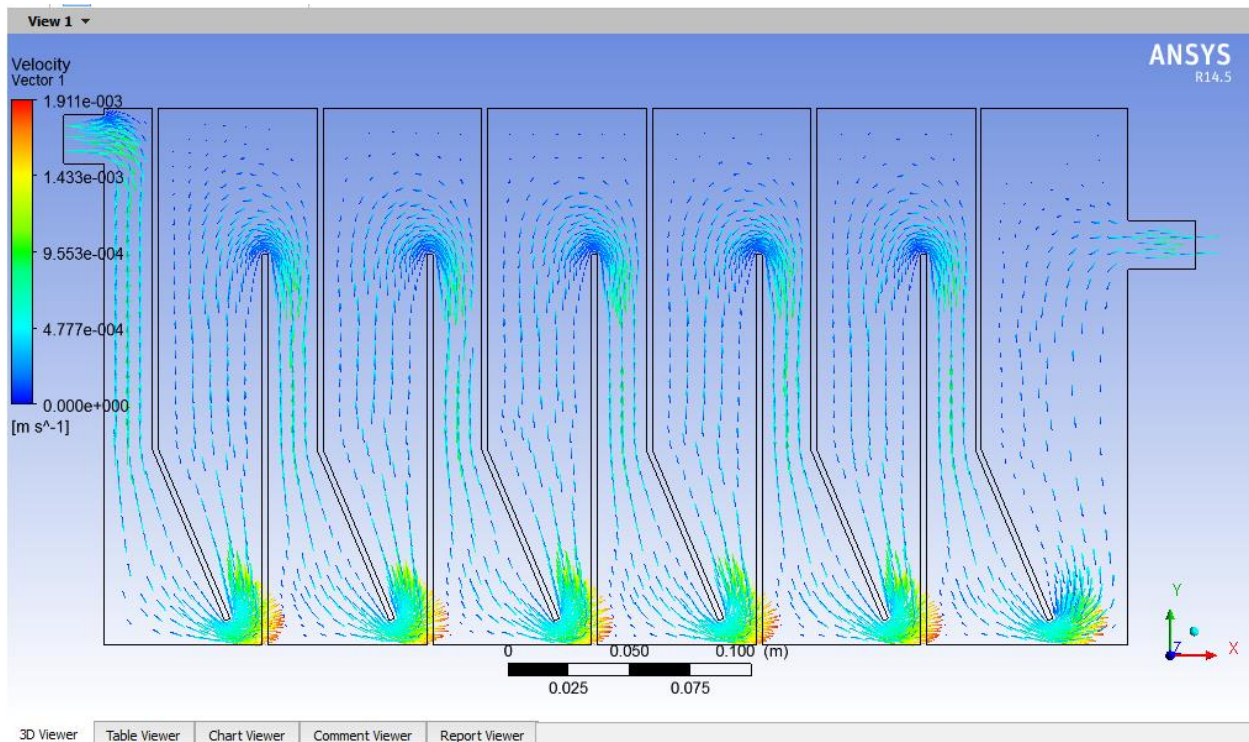 View 1
ANSYS
R14.5
Velocity
Vector 1
1.911e-003
1.433e-003
9.553e-004
4.777e-004
0.000e+000
[m s^-1]
0 0.050 0.100 (m)
0.025 0.075
Y
Z X
3D Viewer Table Viewer Chart Viewer Comment Viewer Report Viewer